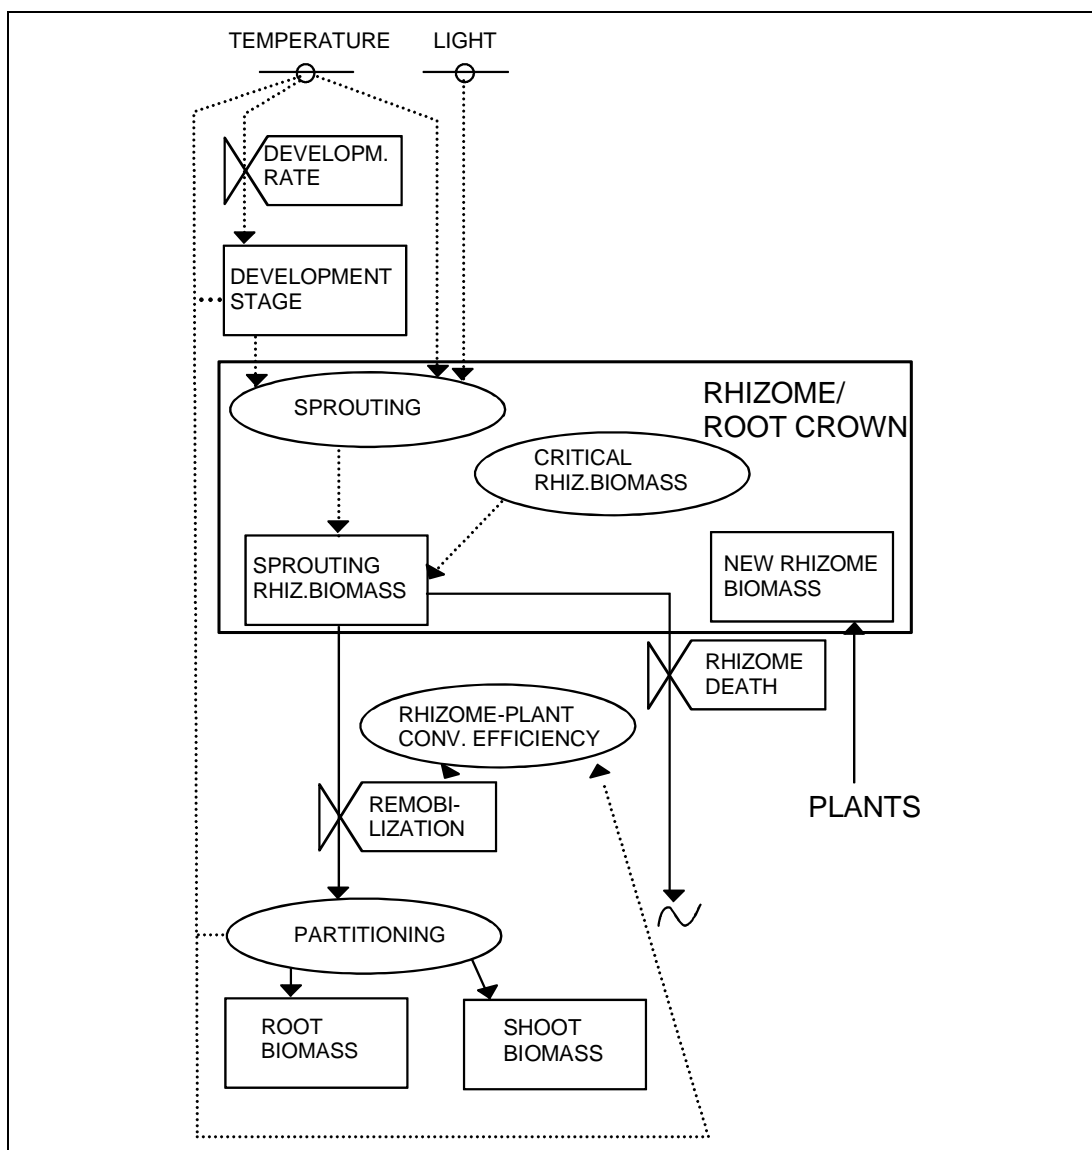 TEMPERATURE
LIGHT
DEVELOPM.
RATE
DEVELOPMENT
STAGE
RHIZOME/
ROOT CROWN
SPROUTING
CRITICAL
RHIZ.BIOMASS
SPROUTING
RHIZ.BIOMASS
NEW RHIZOME
BIOMASS
RHIZOME
DEATH
RHIZOME-PLANT
CONV. EFFICIENCY
REMOBI-
LIZATION
PLANTS
PARTITIONING
ROOT
BIOMASS
SHOOT
BIOMASS